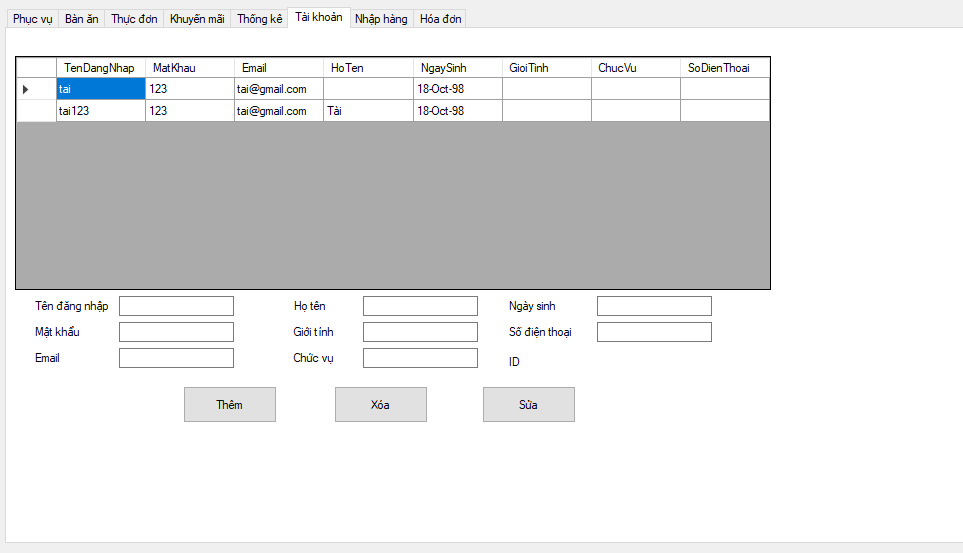 Phục vụ Bàn ăn Thực đơn Khuyến mãi Thống kê Tài khoản Nhập hàng Hóa đơn
TenDangNhap MatKhau Email HoTen NgaySinh GioiTinh ChucVu SoDienThoai
tai 123 tai@gmail.com 18-Oct-98
tai123 123 tai@gmail.com Tài 18-Oct-98
Tên đăng nhập Họ tên Ngày sinh
Mật khẩu Giới tính Số điện thoại
Email Chức vụ ID
Thêm Xóa Sửa